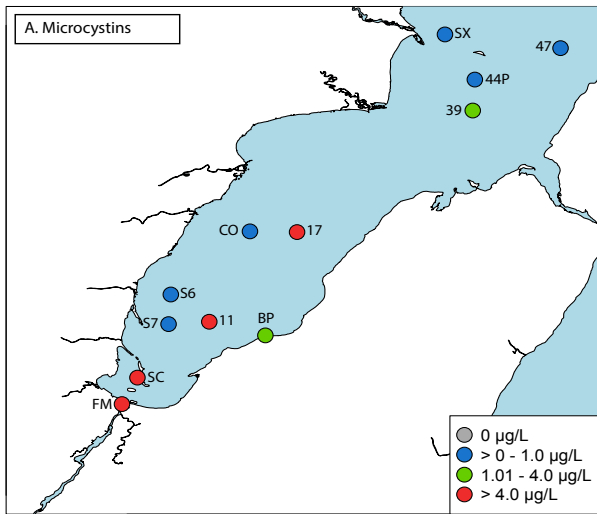 A. Microcystins
SX
47
44P
39
CO
17
S6
S7
11
BP
SC
FM
0 µg/L
> 0 - 1.0 µg/L
1.01 - 4.0 µg/L
> 4.0 µg/L